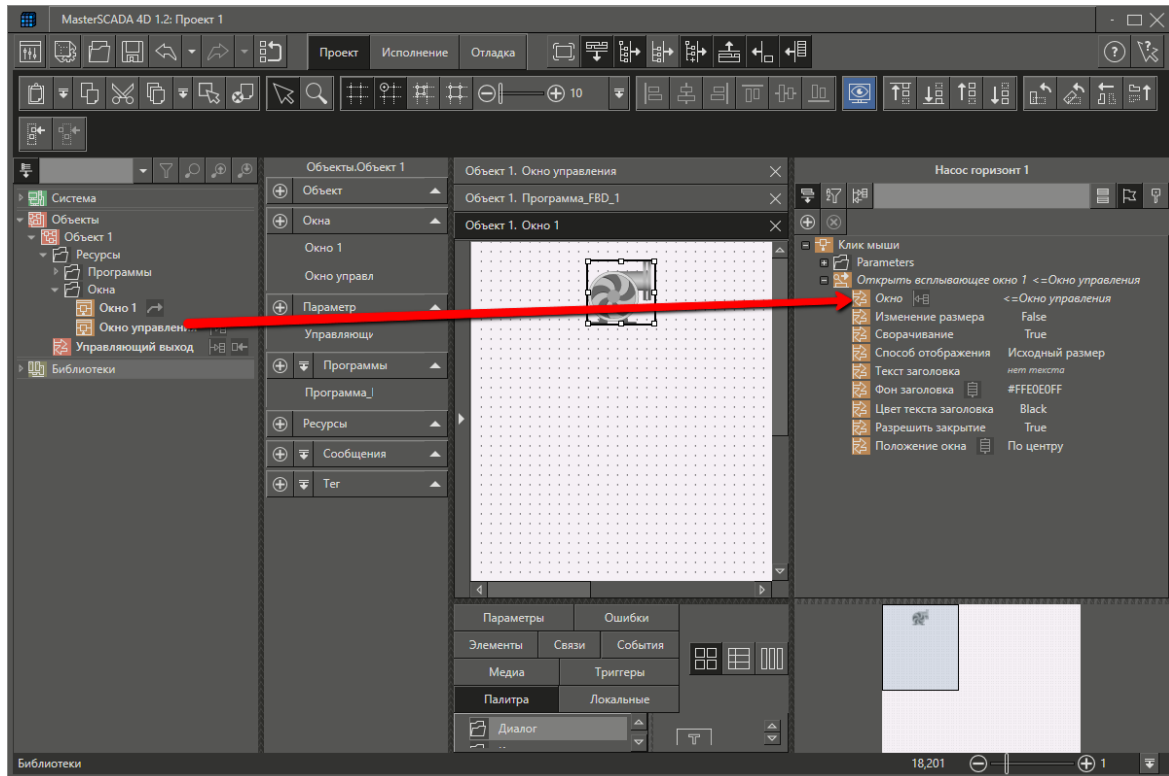 MasterSCADA 4D 1.2: Проект 1
Проект Исполнение Отладка
10
Система
Объекты
Объект 1
Ресурсы
Программы
Окна
Окно 1
Окно управлен
Управляющий выход
Библиотеки
Объекты.Объект 1
Объект
Окна
Окно 1
Окно управл
Параметр
Управляющи
Программы
Программа_
Ресурсы
Сообщения
Тег
Объект 1. Окно управления
Объект 1. Программа_FBD_1
Объект 1. Окно 1
Параметры Ошибки
Элементы Связи События
Медиа Триггеры
Палитра Локальные
Диалог
Насос горизонт 1
Клик мыши
Parameters
Открыть всплывающее окно 1 <=Окно управления
Окно <=Окно управления
Изменение размера False
Сворачивание True
Способ отображения Исходный размер
Текст заголовка нет текста
Фон заголовка #FFE0E0FF
Цвет текста заголовка Black
Разрешить закрытие True
Положение окна По центру
Библиотеки 18,201 1